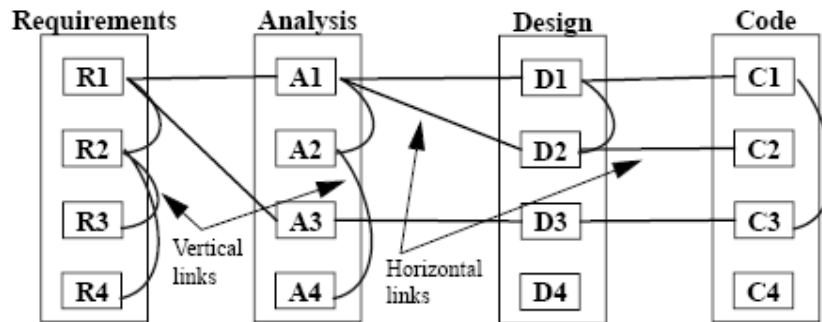 Requirements Analysis Design Code
R1 A1 D1 C1
R2 A2 D2 C2
R3 A3 D3 C3
Vertical links
Horizontal links
R4 A4 D4 C4